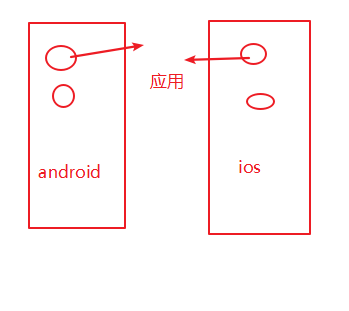 应用
android
ios